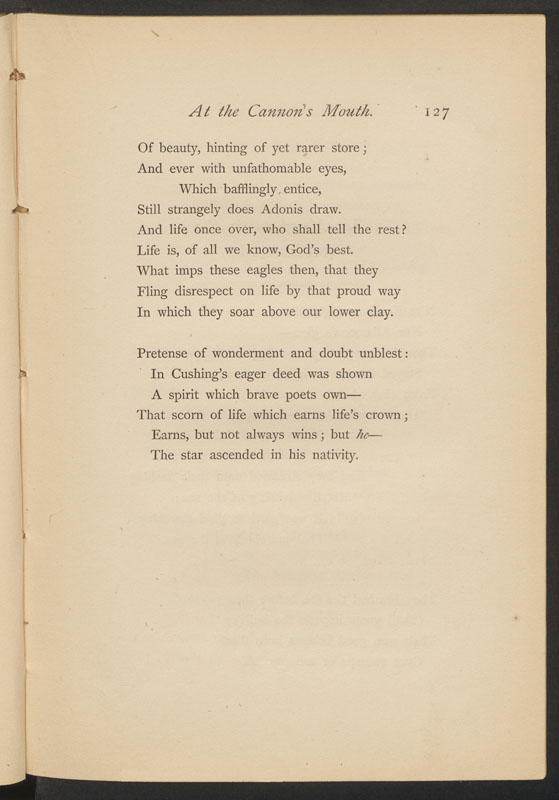 At the Cannon's Mouth. 127
Of beauty, hinting of yet rarer store;
And ever with unfathomable eyes,
Which bafflingly entice,
Still strangely does Adonis draw.
And life once over, who shall tell the rest?
Life is, of all we know, God's best.
What imps these eagles then, that they
Fling disrespect on life by that proud way
In which they soar above our lower clay.
Pretense of wonderment and doubt unblest:
In Cushing's eager deed was shown
A spirit which brave poets own—
That scorn of life which earns life's crown;
Earns, but not always wins; but he—
The star ascended in his nativity.